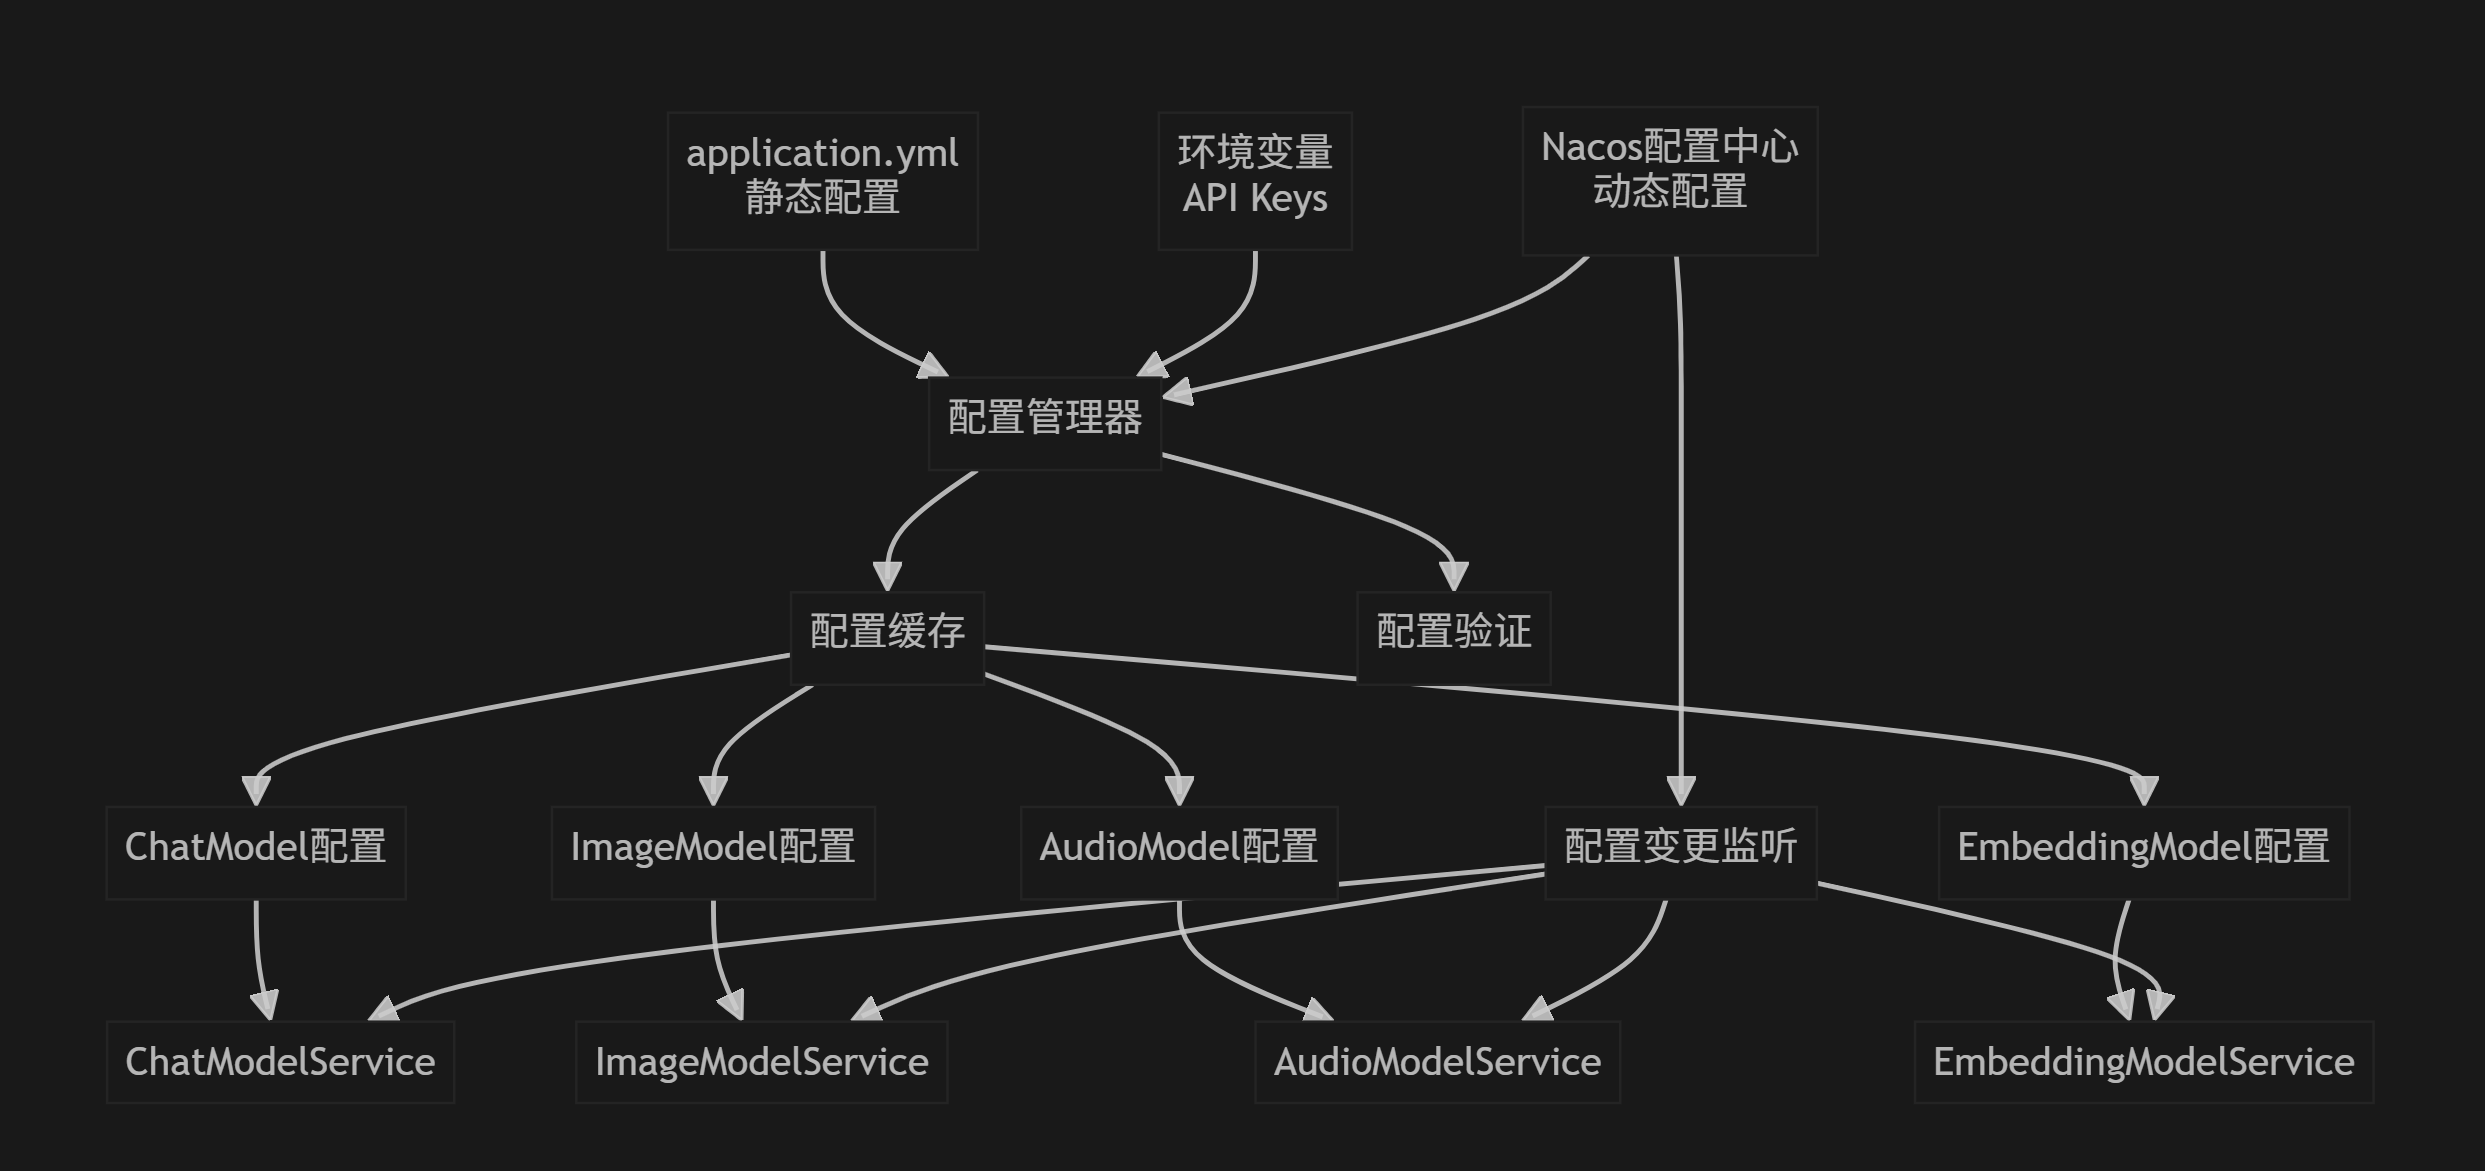 application.yml
静态配置
环境变量
API Keys
Nacos配置中心
动态配置
配置管理器
配置缓存
配置验证
ChatModel配置
ImageModel配置
AudioModel配置
配置变更监听
EmbeddingModel配置
ChatModelService
ImageModelService
AudioModelService
EmbeddingModelService